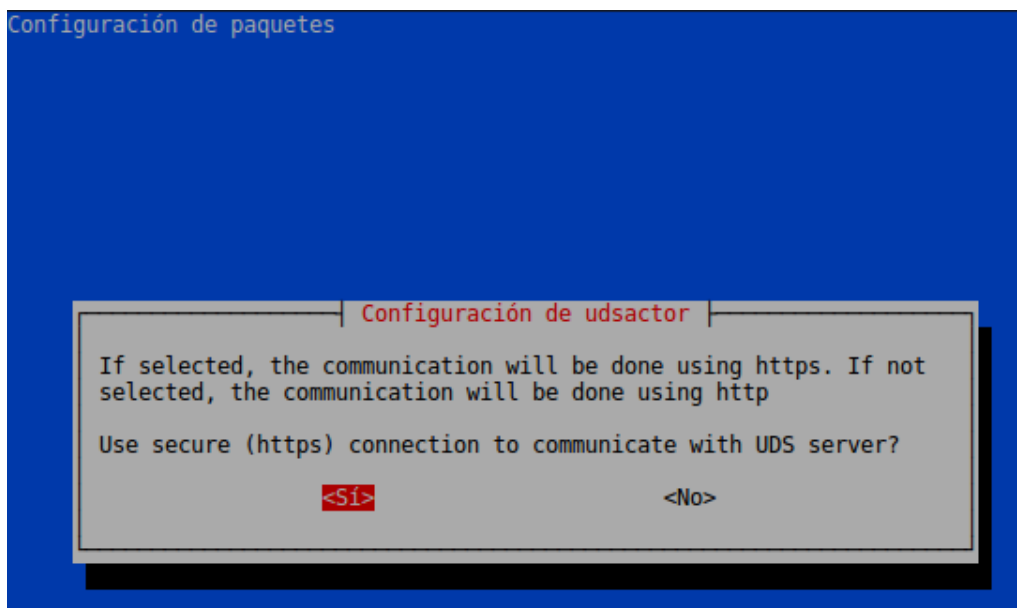 Configuración de paquetes
Configuración de udsactor
If selected, the communication will be done using https. If not
selected, the communication will be done using http
Use secure (https) connection to communicate with UDS server?
<Sí> <No>